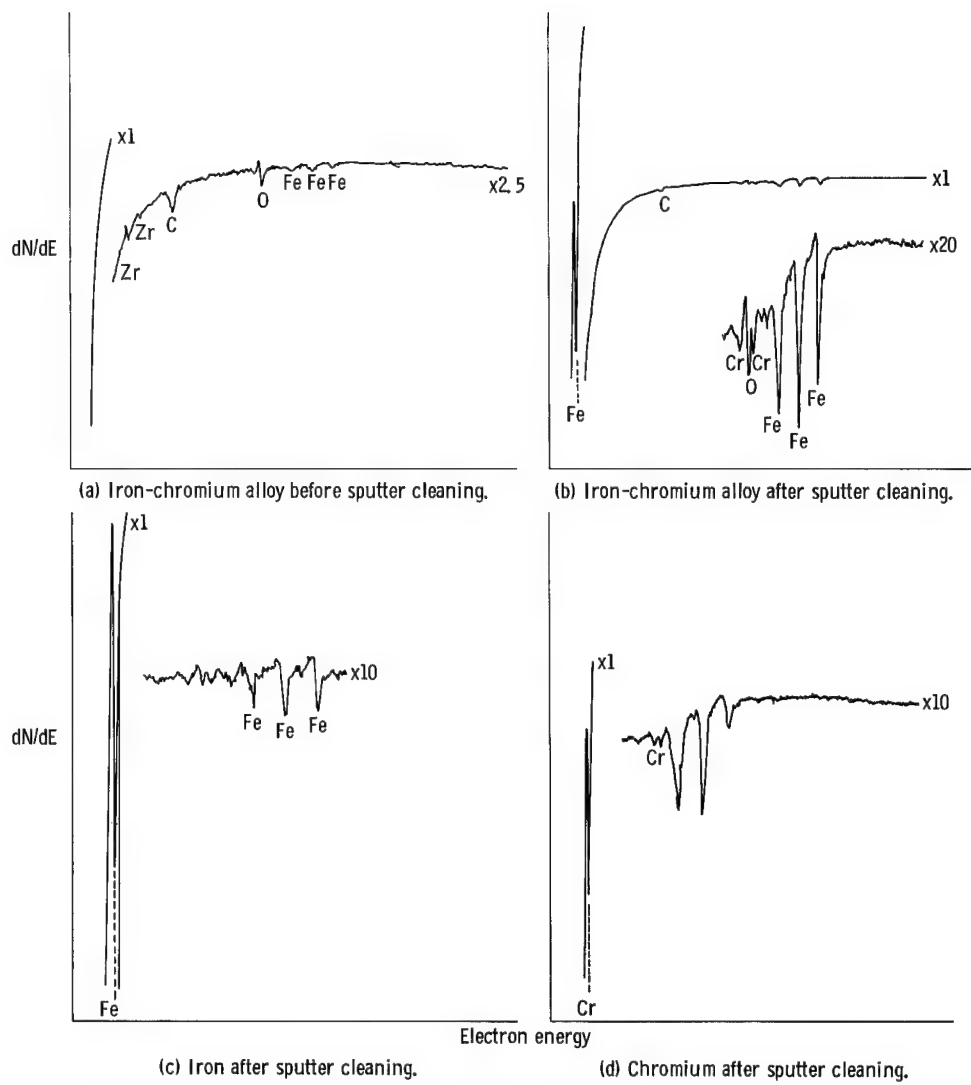 x1
Zr
Zr
C
O
Fe
Fe
Fe
x2.5
dN/dE
(a) Iron-chromium alloy before sputter cleaning.
Fe
C
x1
x20
Cr
O
Cr
Fe
Fe
Fe
(b) Iron-chromium alloy after sputter cleaning.
x1
x10
Fe
Fe
Fe
dN/dE
Fe
(c) Iron after sputter cleaning.
x1
Cr
x10
Cr
Electron energy
(d) Chromium after sputter cleaning.